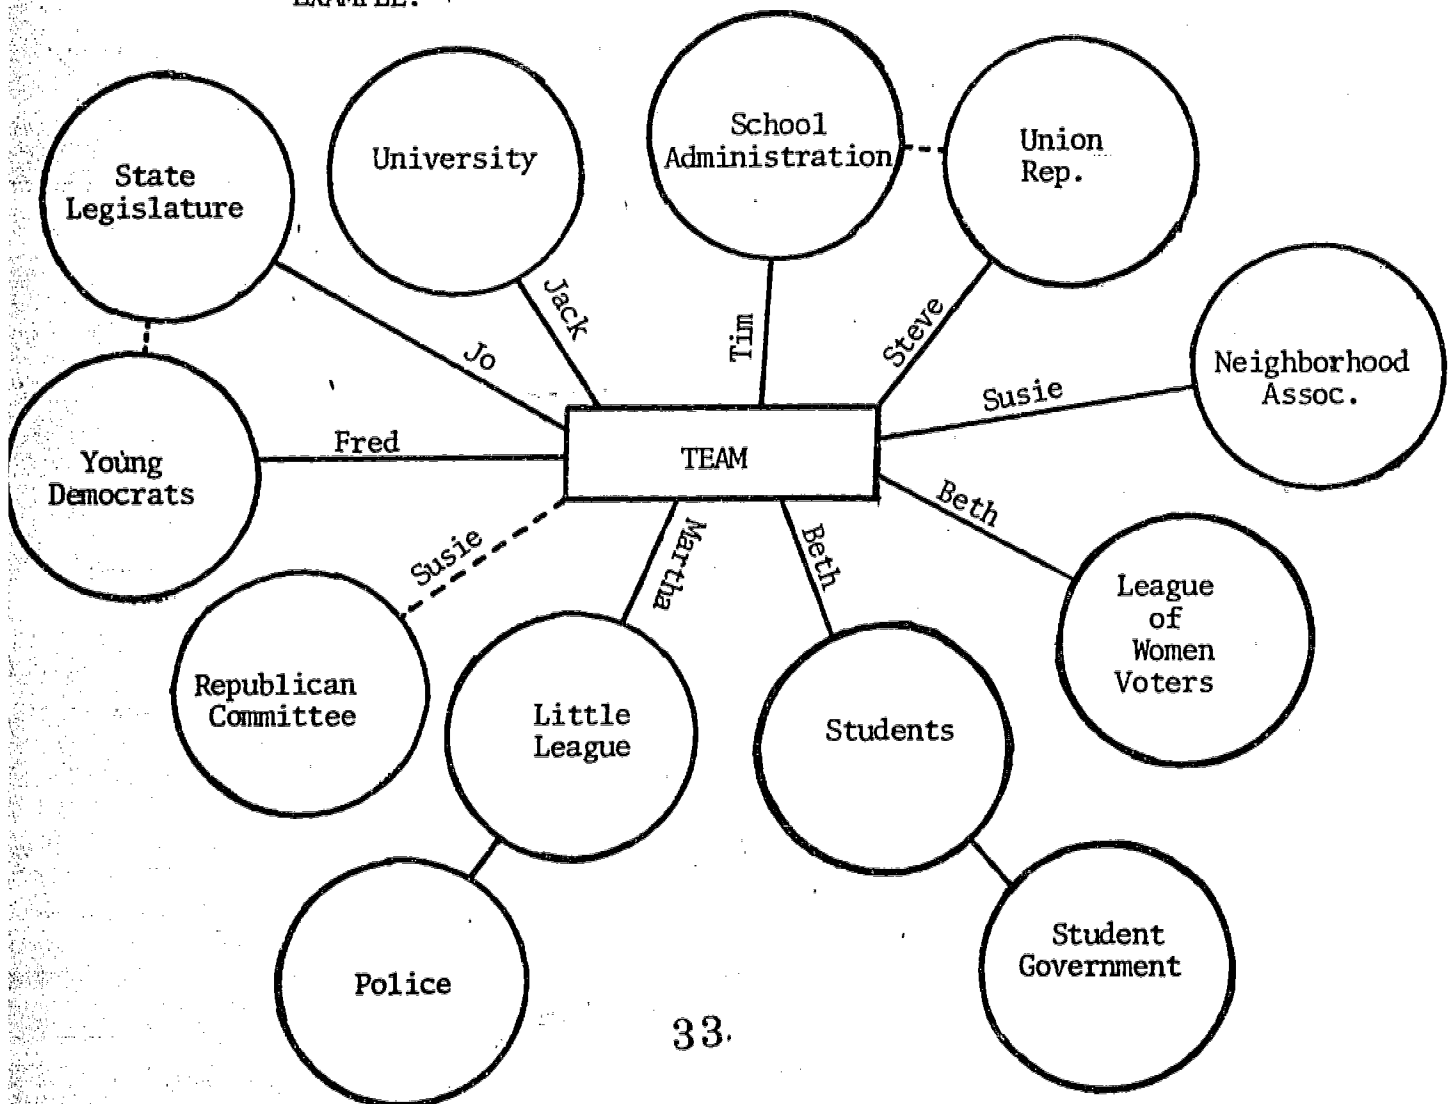 EXAMPLE:
School
Administration
Union
Rep.
University
State
Legislature
Jack
Tim
Steve
Jo
Neighborhood
Assoc.
Susie
Fred
TEAM
Young
Democrats
Beth
Susie
Martha
Beth
League
of
Women
Voters
Republican
Committee
Little
League
Students
Student
Government
Police
33.